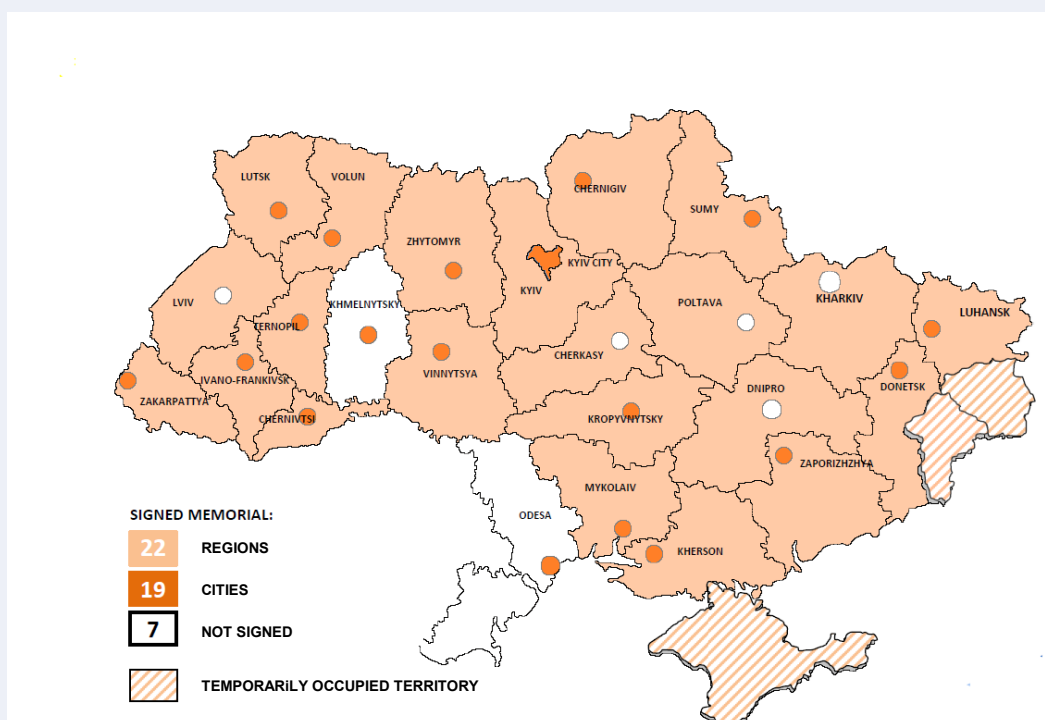 LUTSK
VOLUN
CHERNIGIV
SUMY
ZHYTOMYR
KYIV CITY
KYIV
LVIV
KHMELNYTSKY
POLTAVA
KHARKIV
LUHANSK
TERNOPIL
CHERKASY
VINNYTSYA
IVANO-FRANKIVSK
DNIPRO
DONETSK
ZAKARPATTYA
CHERNIVTSI
KROPYVNYTSKY
ZAPORIZHZHYA
MYKOLAIV
ODESA
KHERSON
SIGNED MEMORIAL:
22 REGIONS
19 CITIES
7 NOT SIGNED
TEMPORARiLY OCCUPIED TERRITORY